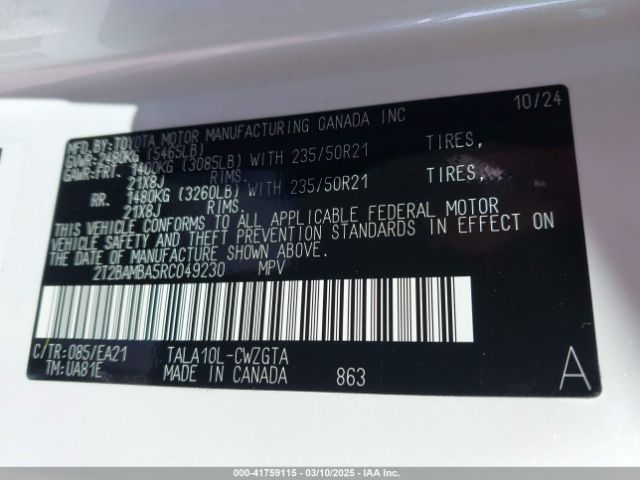 MFD.BY:TOYOTA MOTOR MANUFACTURING CANADA INC 10/24
GVWR:2480KG (5465LB)
GAWR:FRT. 1400KG (3085LB) WITH 235/50R21 TIRES,
21X8J RIMS.
RR. 1480KG (3260LB) WITH 235/50R21 TIRES,
21X8J RIMS.
THIS VEHICLE CONFORMS TO ALL APPLICABLE FEDERAL MOTOR
VEHICLE SAFETY AND THEFT PREVENTION STANDARDS IN EFFECT ON
THE DATE OF MANUFACTURE SHOWN ABOVE.
2T2BAMBA5RC049230 MPV
C/TR:085/EA21 TALA10L-CWZGTA
TM:UA81E MADE IN CANADA 863 A
00-41759115 | 03/10/2025 - IAAI.COM